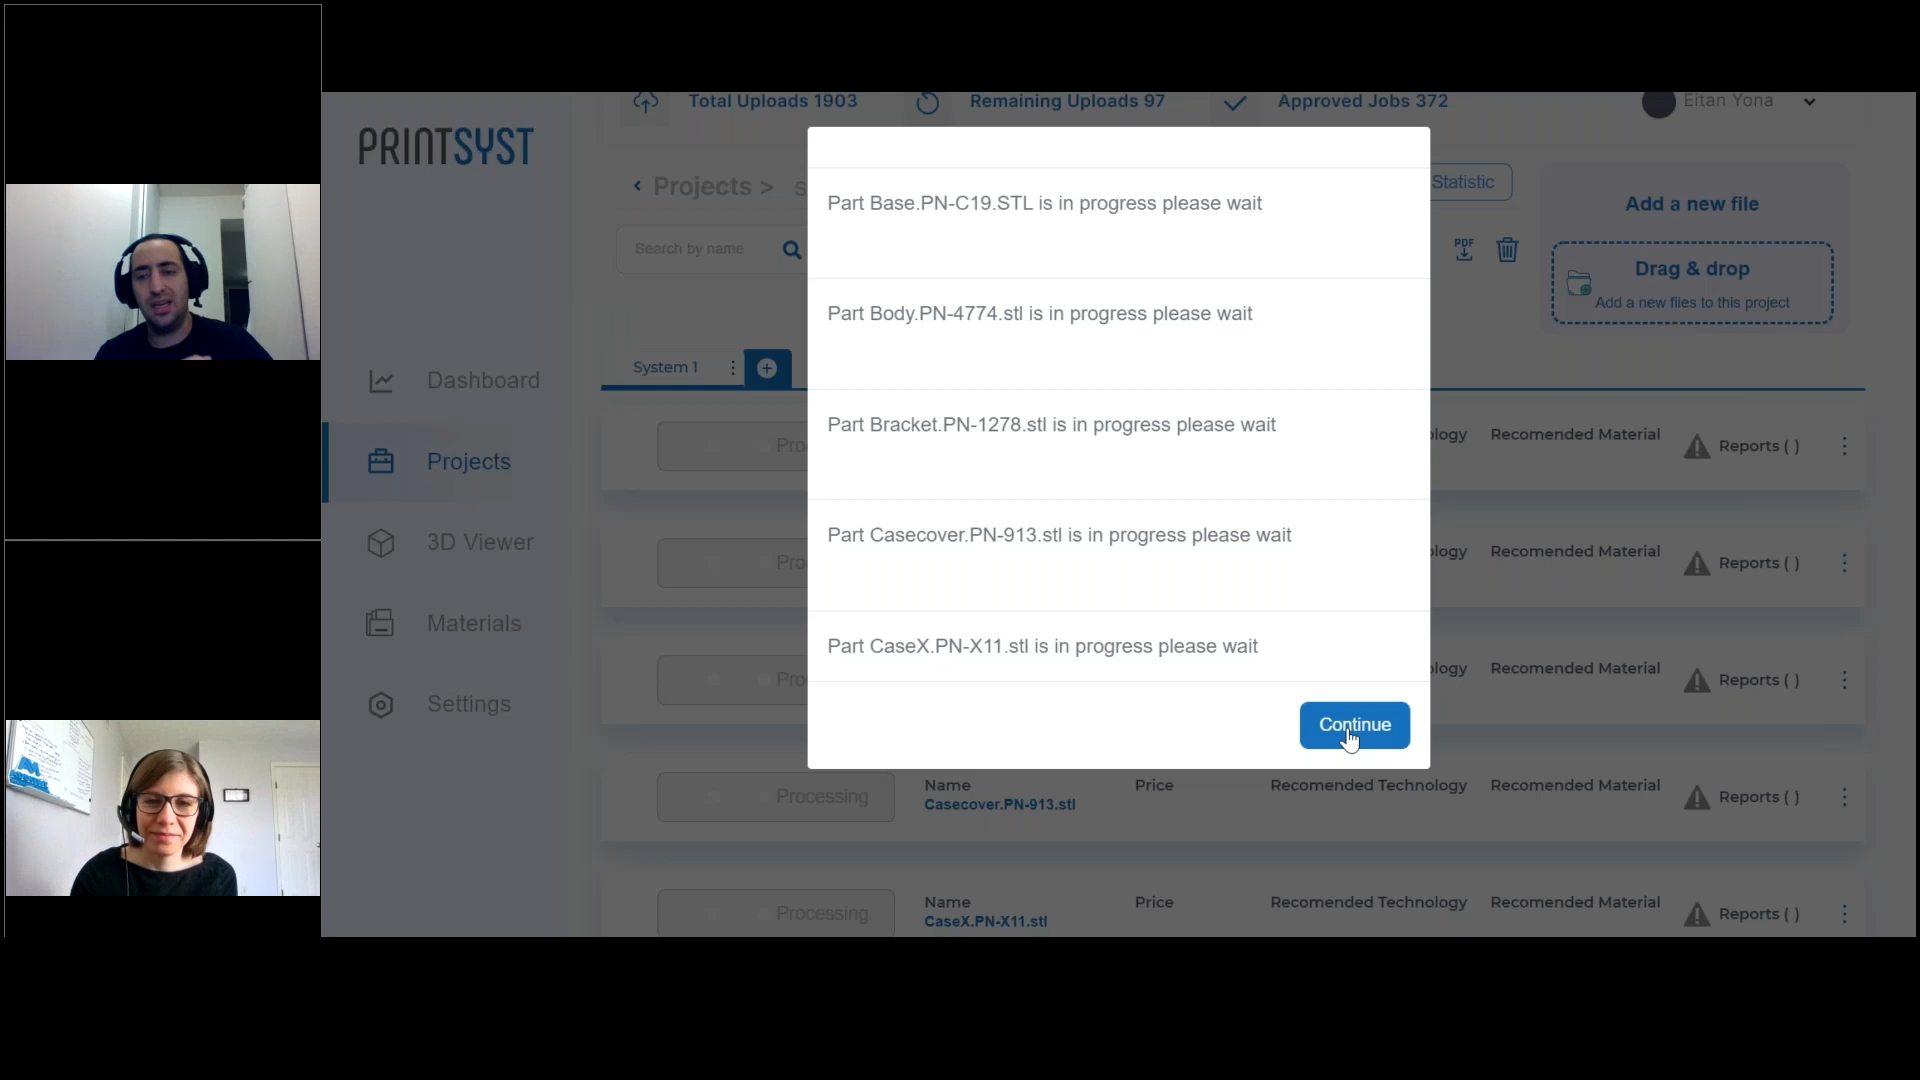 PRINTSYST
Total Uploads 1903
Remaining Uploads 97
Approved Jobs 372
Eitan Yona
Projects > s
Statistic
Search by name
PDF
Add a new file
Drag & drop
Add a new files to this project
Dashboard
Projects
3D Viewer
Materials
Settings
System 1
Part Base.PN-C19.STL is in progress please wait
Part Body.PN-4774.stl is in progress please wait
Part Bracket.PN-1278.stl is in progress please wait
Part Casecover.PN-913.stl is in progress please wait
Part CaseX.PN-X11.stl is in progress please wait
Continue
Proc
ology
Recomended Material
Reports ( )
Pro
ology
Recomended Material
Reports ( )
Pro
ology
Recomended Material
Reports ( )
Processing
Name
Casecover.PN-913.stl
Price
Recomended Technology
Recomended Material
Reports ( )
Processing
Name
CaseX.PN-X11.stl
Price
Recomended Technology
Recomended Material
Reports ( )